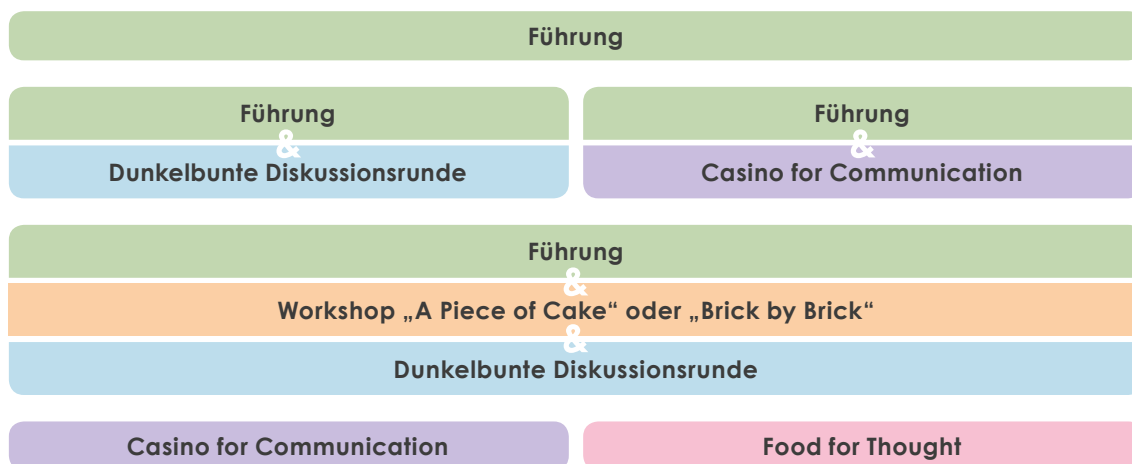 Führung
Führung
&
Dunkelbunte Diskussionsrunde
Führung
&
Casino for Communication
Führung
&
Workshop „A Piece of Cake“ oder „Brick by Brick“
&
Dunkelbunte Diskussionsrunde
Casino for Communication
Food for Thought